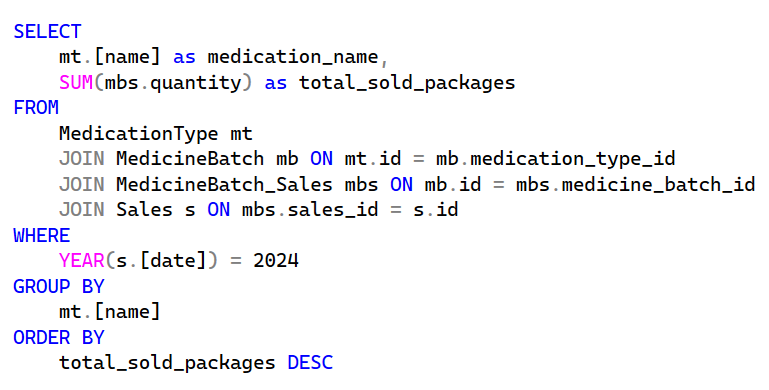 SELECT
    mt.[name] as medication_name,
    SUM(mbs.quantity) as total_sold_packages
FROM
    MedicationType mt
    JOIN MedicineBatch mb ON mt.id = mb.medication_type_id
    JOIN MedicineBatch_Sales mbs ON mb.id = mbs.medicine_batch_id
    JOIN Sales s ON mbs.sales_id = s.id
WHERE
    YEAR(s.[date]) = 2024
GROUP BY
    mt.[name]
ORDER BY
    total_sold_packages DESC